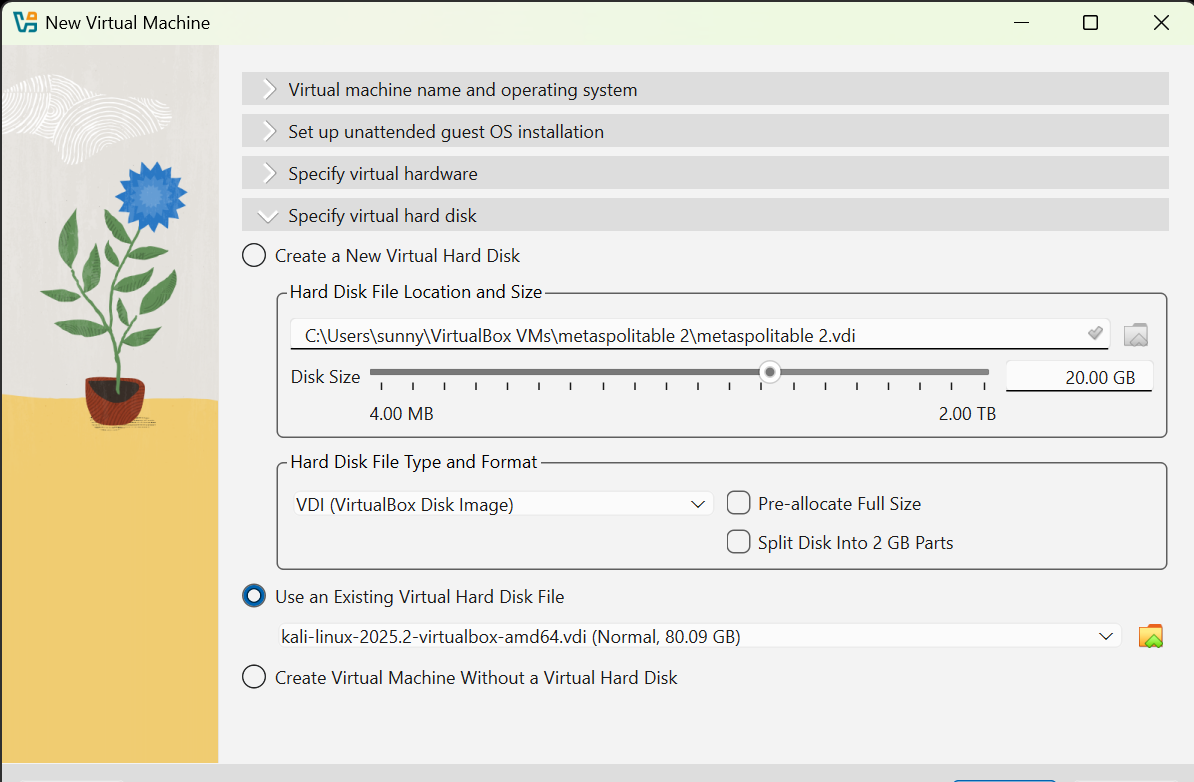 New Virtual Machine
Virtual machine name and operating system
Set up unattended guest OS installation
Specify virtual hardware
Specify virtual hard disk
Create a New Virtual Hard Disk
Hard Disk File Location and Size
C:\Users\sunny\VirtualBox VMs\metaspolitable 2\metaspolitable 2.vdi
Disk Size
20.00 GB
4.00 MB
2.00 TB
Hard Disk File Type and Format
VDI (VirtualBox Disk Image)
Pre-allocate Full Size
Split Disk Into 2 GB Parts
Use an Existing Virtual Hard Disk File
kali-linux-2025.2-virtualbox-amd64.vdi (Normal, 80.09 GB)
Create Virtual Machine Without a Virtual Hard Disk